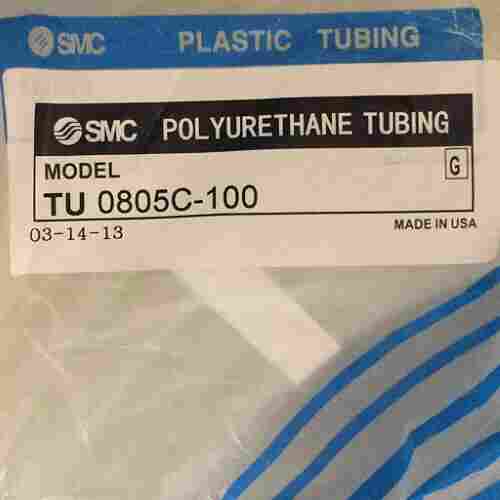 SMC PLASTIC TUBING
SMC POLYURETHANE TUBING
MODEL
G
TU 0805C-100
03-14-13
MADE IN USA